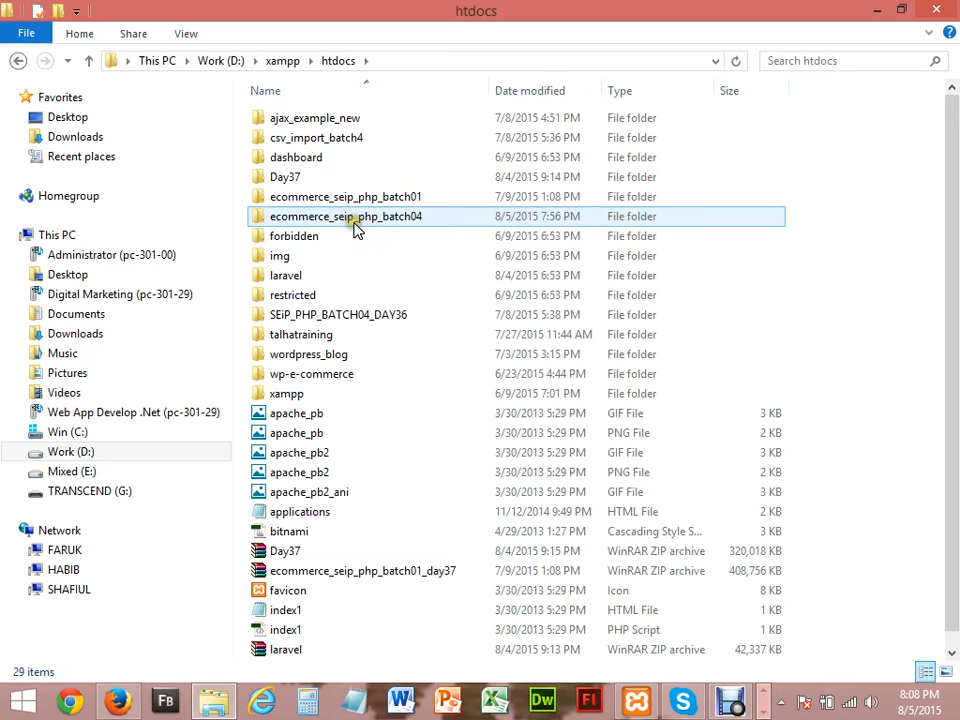 htdocs
File Home Share View
This PC Work (D:) xampp htdocs Search htdocs
Name Date modified Type Size
Favorites
Desktop
Downloads
Recent places
Homegroup
This PC
Administrator (pc-301-00)
Desktop
Digital Marketing (pc-301-29)
Documents
Downloads
Music
Pictures
Videos
Web App Develop .Net (pc-301-29)
Win (C:)
Work (D:)
Mixed (E:)
TRANSCEND (G:)
Network
FARUK
HABIB
SHAFIUL
ajax_example_new 7/8/2015 4:51 PM File folder
csv_import_batch4 7/8/2015 5:36 PM File folder
dashboard 6/9/2015 6:53 PM File folder
Day37 8/4/2015 9:14 PM File folder
ecommerce_seip_php_batch01 7/9/2015 1:08 PM File folder
ecommerce_seip_php_batch04 8/5/2015 7:56 PM File folder
forbidden 6/9/2015 6:53 PM File folder
img 6/9/2015 6:53 PM File folder
laravel 8/4/2015 6:53 PM File folder
restricted 6/9/2015 6:53 PM File folder
SEiP_PHP_BATCH04_DAY36 7/8/2015 5:38 PM File folder
talhatraining 7/27/2015 11:44 AM File folder
wordpress_blog 7/3/2015 3:15 PM File folder
wp-e-commerce 6/23/2015 4:44 PM File folder
xampp 6/9/2015 7:01 PM File folder
apache_pb 3/30/2013 5:29 PM GIF File 3 KB
apache_pb 3/30/2013 5:29 PM PNG File 2 KB
apache_pb2 3/30/2013 5:29 PM GIF File 3 KB
apache_pb2 3/30/2013 5:29 PM PNG File 2 KB
apache_pb2_ani 3/30/2013 5:29 PM GIF File 3 KB
applications 11/12/2014 9:49 PM HTML File 3 KB
bitnami 4/29/2013 1:27 PM Cascading Style S... 3 KB
Day37 8/4/2015 9:15 PM WinRAR ZIP archive 320,018 KB
ecommerce_seip_php_batch01_day37 7/9/2015 1:08 PM WinRAR ZIP archive 408,756 KB
favicon 3/30/2013 5:29 PM Icon 8 KB
index1 3/30/2013 5:29 PM HTML File 3 KB
index1 3/30/2013 5:29 PM PHP Script 1 KB
laravel 8/4/2015 9:13 PM WinRAR ZIP archive 42,337 KB
29 items
FB
Dw
Fl
8:08 PM
8/5/2015